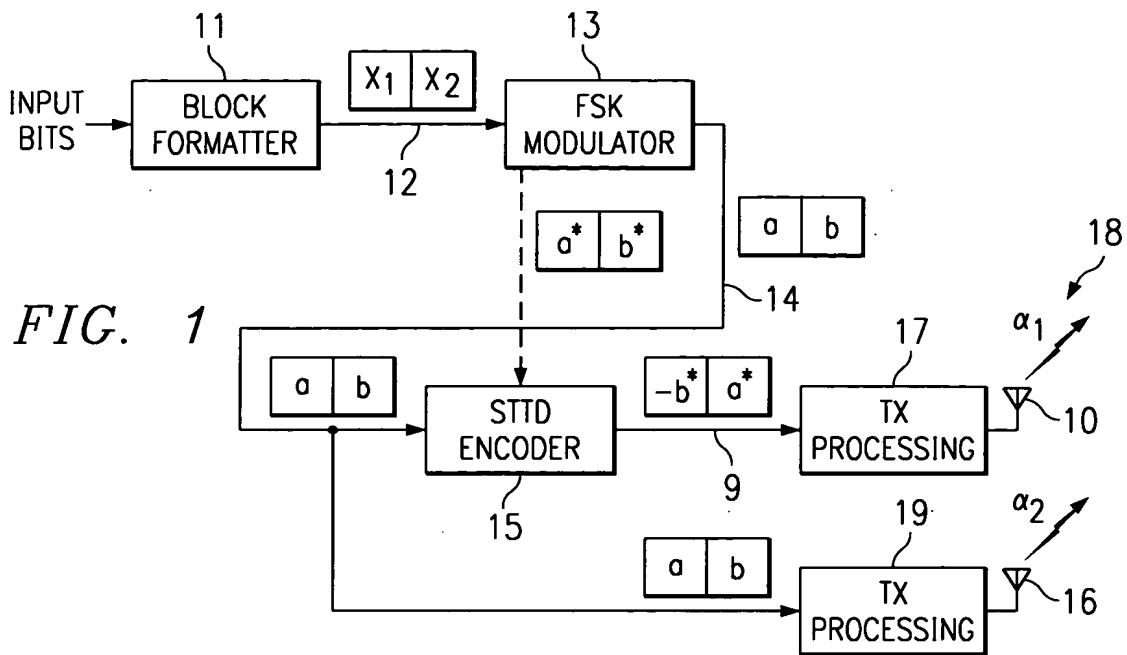 11
13
X1 X2
INPUT
BITS
BLOCK
FORMATTER
FSK
MODULATOR
12
a* b*
a b
18
14
FIG. 1
α1
17
a b
-b* a*
10
STTD
ENCODER
TX
PROCESSING
9
15
α2
19
a b
16
TX
PROCESSING